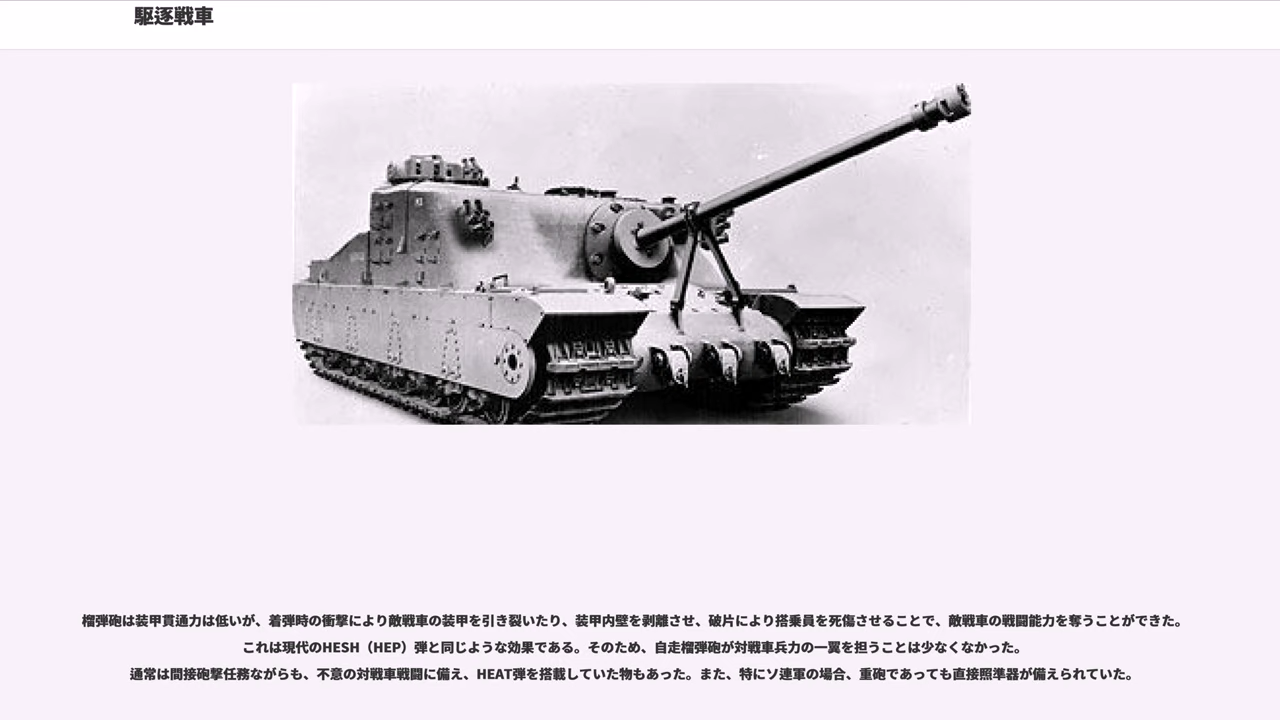 駆逐戦車
榴弾砲は装甲貫通力は低いが、着弾時の衝撃により敵戦車の装甲を引き裂いたり、装甲内壁を剥離させ、破片により搭乗員を死傷させることで、敵戦車の戦闘能力を奪うことができた。
これは現代のHESH（HEP）弾と同じような効果である。そのため、自走榴弾砲が対戦車兵力の一翼を担うことは少なくなかった。
通常は間接砲撃任務ながらも、不意の対戦車戦闘に備え、HEAT弾を搭載していた物もあった。また、特にソ連軍の場合、重砲であっても直接照準器が備えられていた。